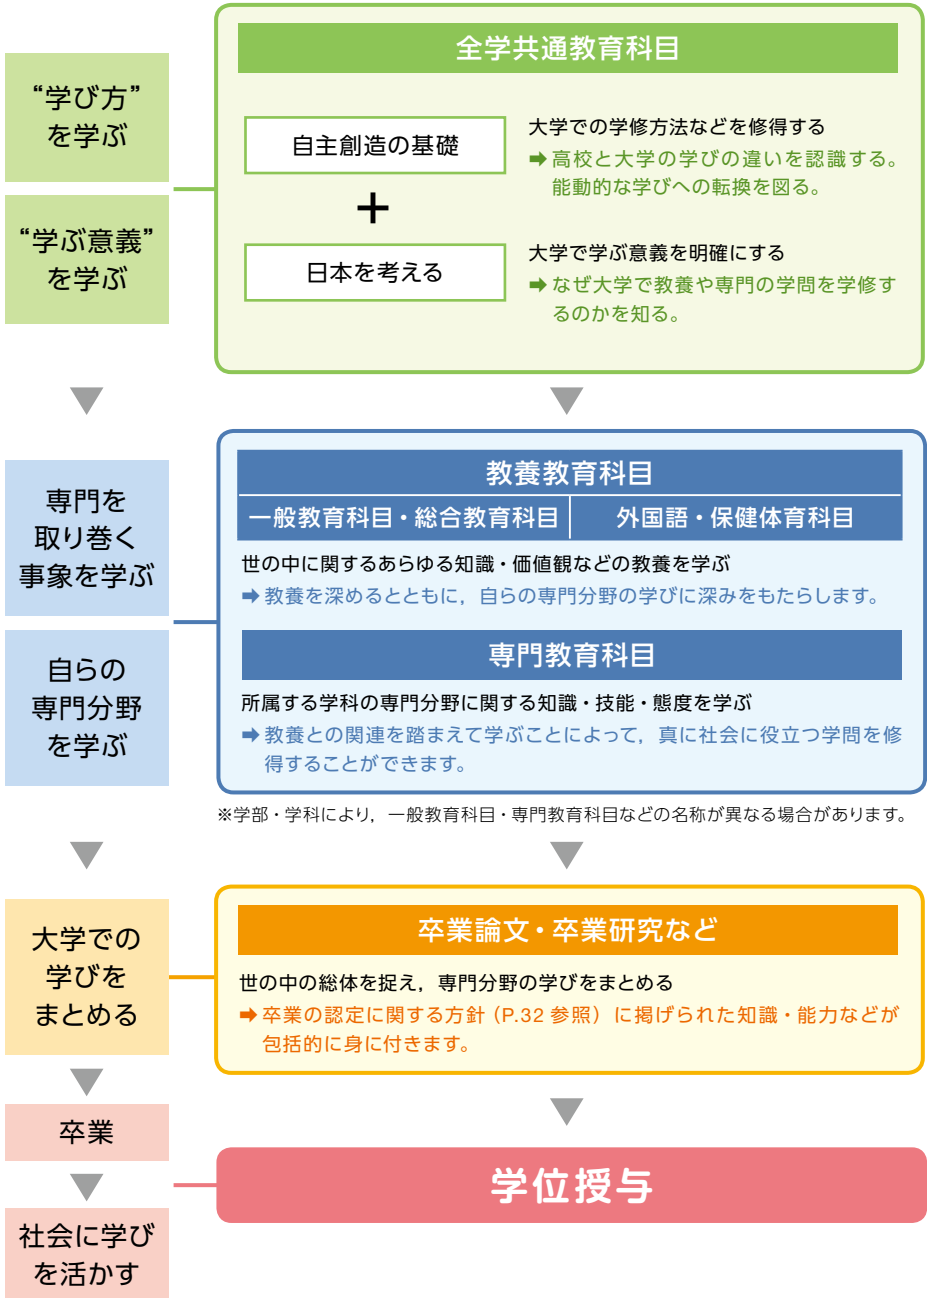 “学び方”
を学ぶ
“学ぶ意義”
を学ぶ
全学共通教育科目
自主創造の基礎
大学での学修方法などを修得する
➡高校と大学の学びの違いを認識する。
能動的な学びへの転換を図る。
＋
日本を考える
大学で学ぶ意義を明確にする
➡なぜ大学で教養や専門の学問を学修す
るのかを知る。
専門を
取り巻く
事象を学ぶ
自らの
専門分野
を学ぶ
教養教育科目
一般教育科目・総合教育科目
外国語・保健体育科目
世の中に関するあらゆる知識・価値観などの教養を学ぶ
➡教養を深めるとともに，自らの専門分野の学びに深みをもたらします。
専門教育科目
所属する学科の専門分野に関する知識・技能・態度を学ぶ
➡教養との関連を踏まえて学ぶことによって，真に社会に役立つ学問を修
得することができます。
※学部・学科により，一般教育科目・専門教育科目などの名称が異なる場合があります。
大学での
学びを
まとめる
卒業論文・卒業研究など
世の中の総体を捉え，専門分野の学びをまとめる
➡卒業の認定に関する方針（P.32 参照）に掲げられた知識・能力などが
包括的に身に付きます。
卒業
学位授与
社会に学び
を活かす